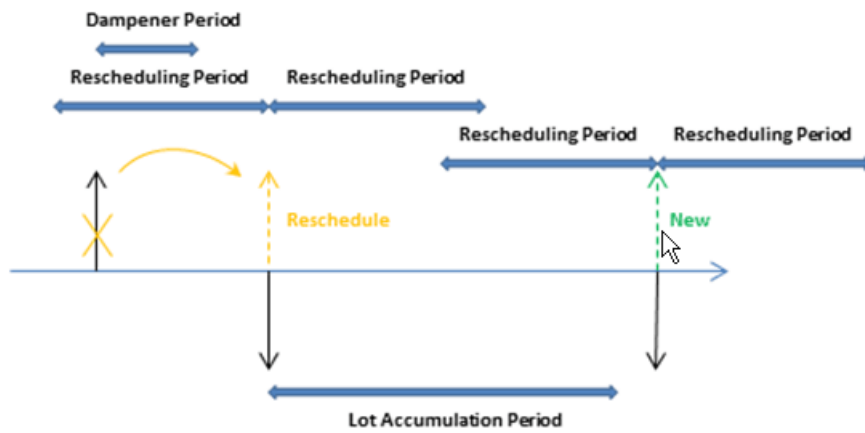 Dampener Period
Rescheduling Period Rescheduling Period
Rescheduling Period Rescheduling Period
Reschedule New
Lot Accumulation Period